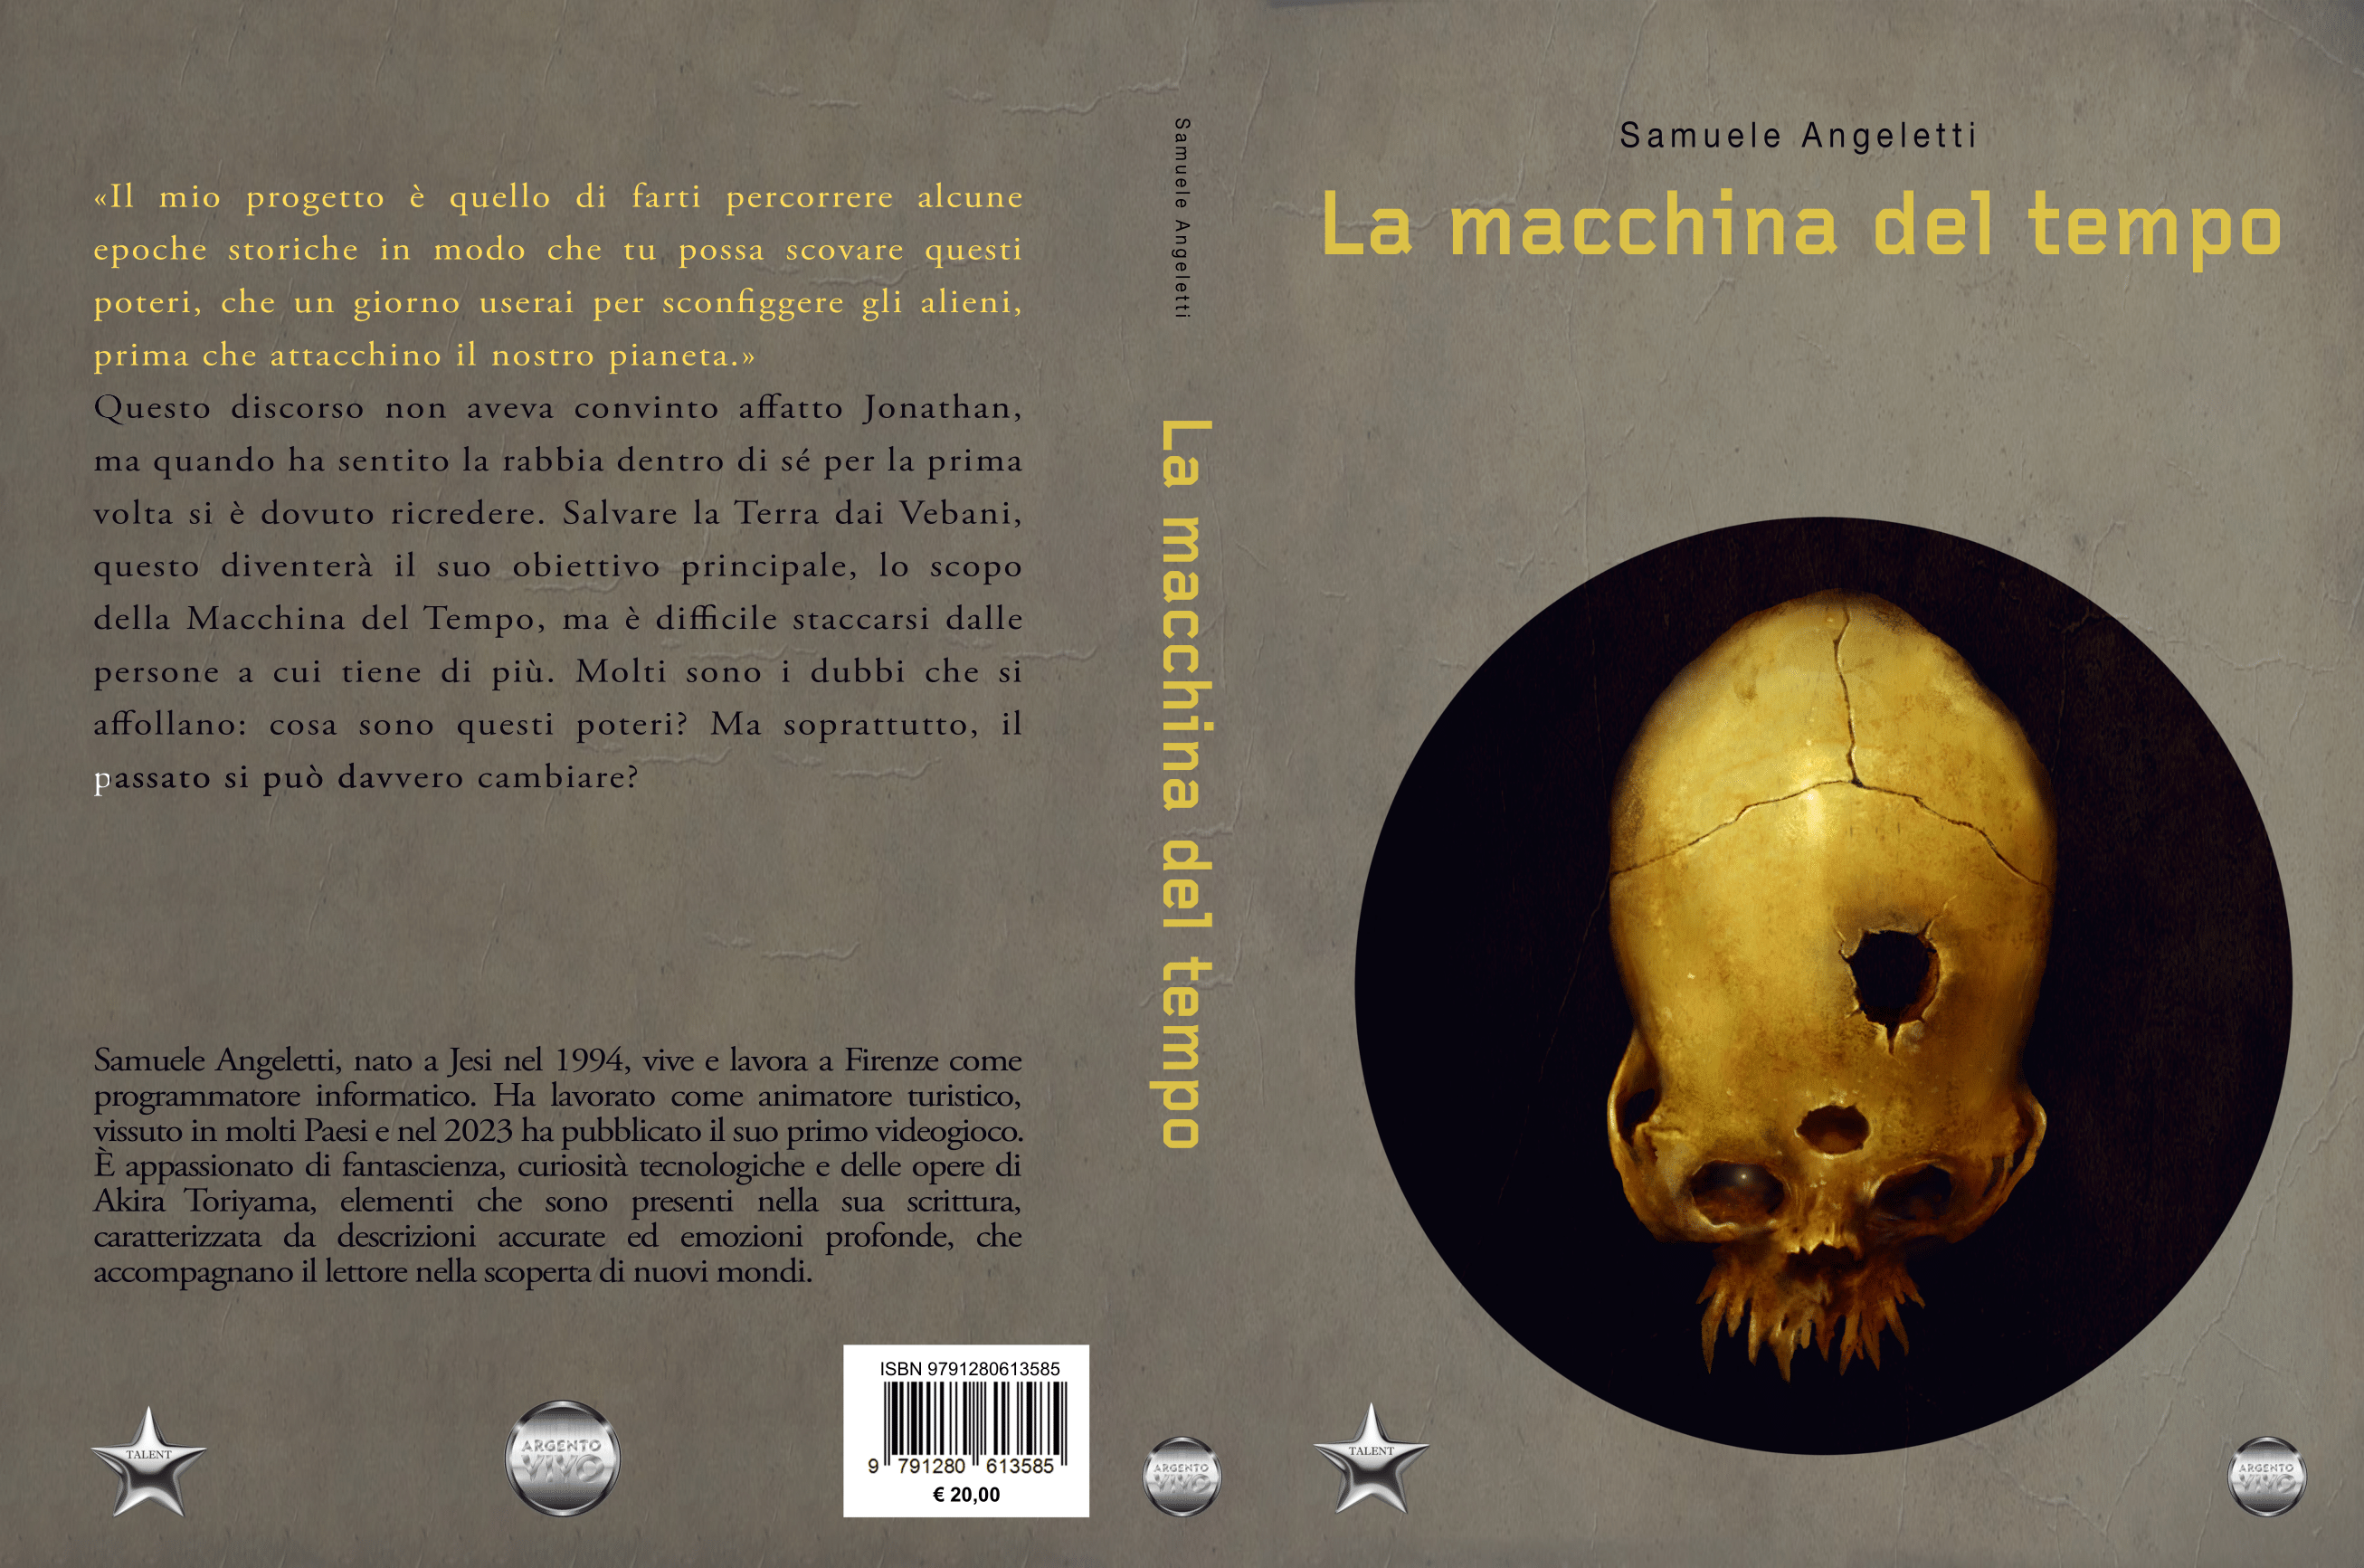 «Il mio progetto è quello di farti percorrere alcune
epoche storiche in modo che tu possa scovare questi
poteri, che un giorno userai per sconfiggere gli alieni,
prima che attacchino il nostro pianeta.»
Questo discorso non aveva convinto affatto Jonathan,
ma quando ha sentito la rabbia dentro di sé per la prima
volta si è dovuto ricredere. Salvare la Terra dai Vebani,
questo diventerà il suo obiettivo principale, lo scopo
della Macchina del Tempo, ma è difficile staccarsi dalle
persone a cui tiene di più. Molti sono i dubbi che si
affollano: cosa sono questi poteri? Ma soprattutto, il
passato si può davvero cambiare?
Samuele Angeletti, nato a Jesi nel 1994, vive e lavora a Firenze come
programmatore informatico. Ha lavorato come animatore turistico,
vissuto in molti Paesi e nel 2023 ha pubblicato il suo primo videogioco.
È appassionato di fantascienza, curiosità tecnologiche e delle opere di
Akira Toriyama, elementi che sono presenti nella sua scrittura,
caratterizzata da descrizioni accurate ed emozioni profonde, che
accompagnano il lettore nella scoperta di nuovi mondi.
TALENT
ARGENTO
VIVO
ISBN 9791280613585
9 791280 613585
€ 20,00
Samuele Angeletti
La macchina del tempo
ARGENTO
VIVO
Samuele Angeletti
La macchina del tempo
TALENT
ARGENTO
VIVO